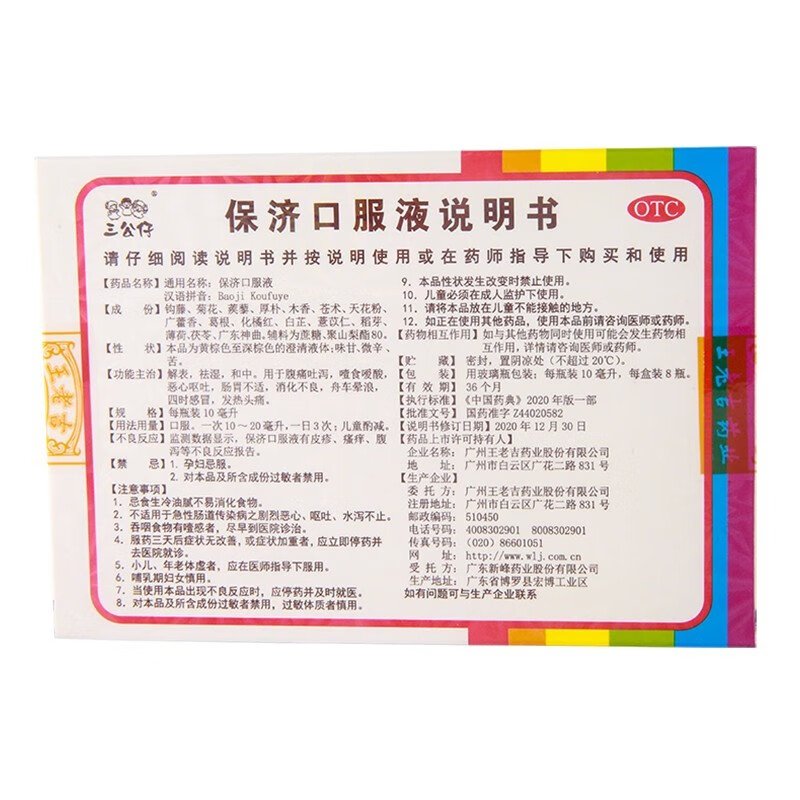 三公仔
®
保济口服液说明书
OTC
请仔细阅读说明书并按说明使用或在药师指导下购买和使用
【药品名称】通用名称：保济口服液
汉语拼音：Baoji Koufuye
【成 份】钩藤、菊花、蒺藜、厚朴、木香、苍术、天花粉、
广藿香、葛根、化橘红、白芷、薏苡仁、稻芽、
薄荷、茯苓、广东神曲。辅料为蔗糖、聚山梨酯80。
【性 状】本品为黄棕色至深棕色的澄清液体；味甘、微辛、
苦。
【功能主治】解表，祛湿，和中。用于腹痛吐泻，噎食嗳酸，
恶心呕吐，肠胃不适，消化不良，舟车晕浪，
四时感冒，发热头痛。
【规 格】每瓶装10毫升
【用法用量】口服。一次10～20毫升，一日3次；儿童酌减。
【不良反应】监测数据显示，保济口服液有皮疹、瘙痒、腹
泻等不良反应报告。
【禁 忌】1. 孕妇忌服。
2. 对本品及所含成份过敏者禁用。
【注意事项】
1. 忌食生冷油腻不易消化食物。
2. 不适用于急性肠道传染病之剧烈恶心、呕吐、水泻不止。
3. 吞咽食物有噎感者，尽早到医院诊治。
4. 服药三天后症状无改善，或症状加重者，应立即停药并
去医院就诊。
5. 小儿、年老体虚者，应在医师指导下服用。
6. 哺乳期妇女慎用。
7. 当使用本品出现不良反应时，应停药并及时就医。
8. 对本品及所含成份过敏者禁用，过敏体质者慎用。
9. 本品性状发生改变时禁止使用。
10. 儿童必须在成人监护下使用。
11. 请将本品放在儿童不能接触的地方。
12. 如正在使用其他药品，使用本品前请咨询医师或药师。
【药物相互作用】如与其他药物同时使用可能会发生药物相
互作用，详情请咨询医师或药师。
【贮 藏】密封，置阴凉处（不超过20℃）。
【包 装】用玻璃瓶包装；每瓶装10毫升，每盒装8瓶。
【有 效 期】36个月
【执行标准】《中国药典》2020年版一部
【批准文号】国药准字Z44020582
【说明书修订日期】2020年12月30日
【药品上市许可持有人】
企业名称：广州王老吉药业股份有限公司
地 址：广州市白云区广花二路831号
【生产企业】
委 托 方：广州王老吉药业股份有限公司
注册地址：广州市白云区广花二路831号
邮政编码：510450
电话号码：4008302901 8008302901
传真号码：（020）86601051
网 址：http://www.wlj.com.cn
受 托 方：广东新峰药业股份有限公司
生产地址：广东省博罗县宏博工业区
如有问题可与生产企业联系
王老吉
王老吉药业